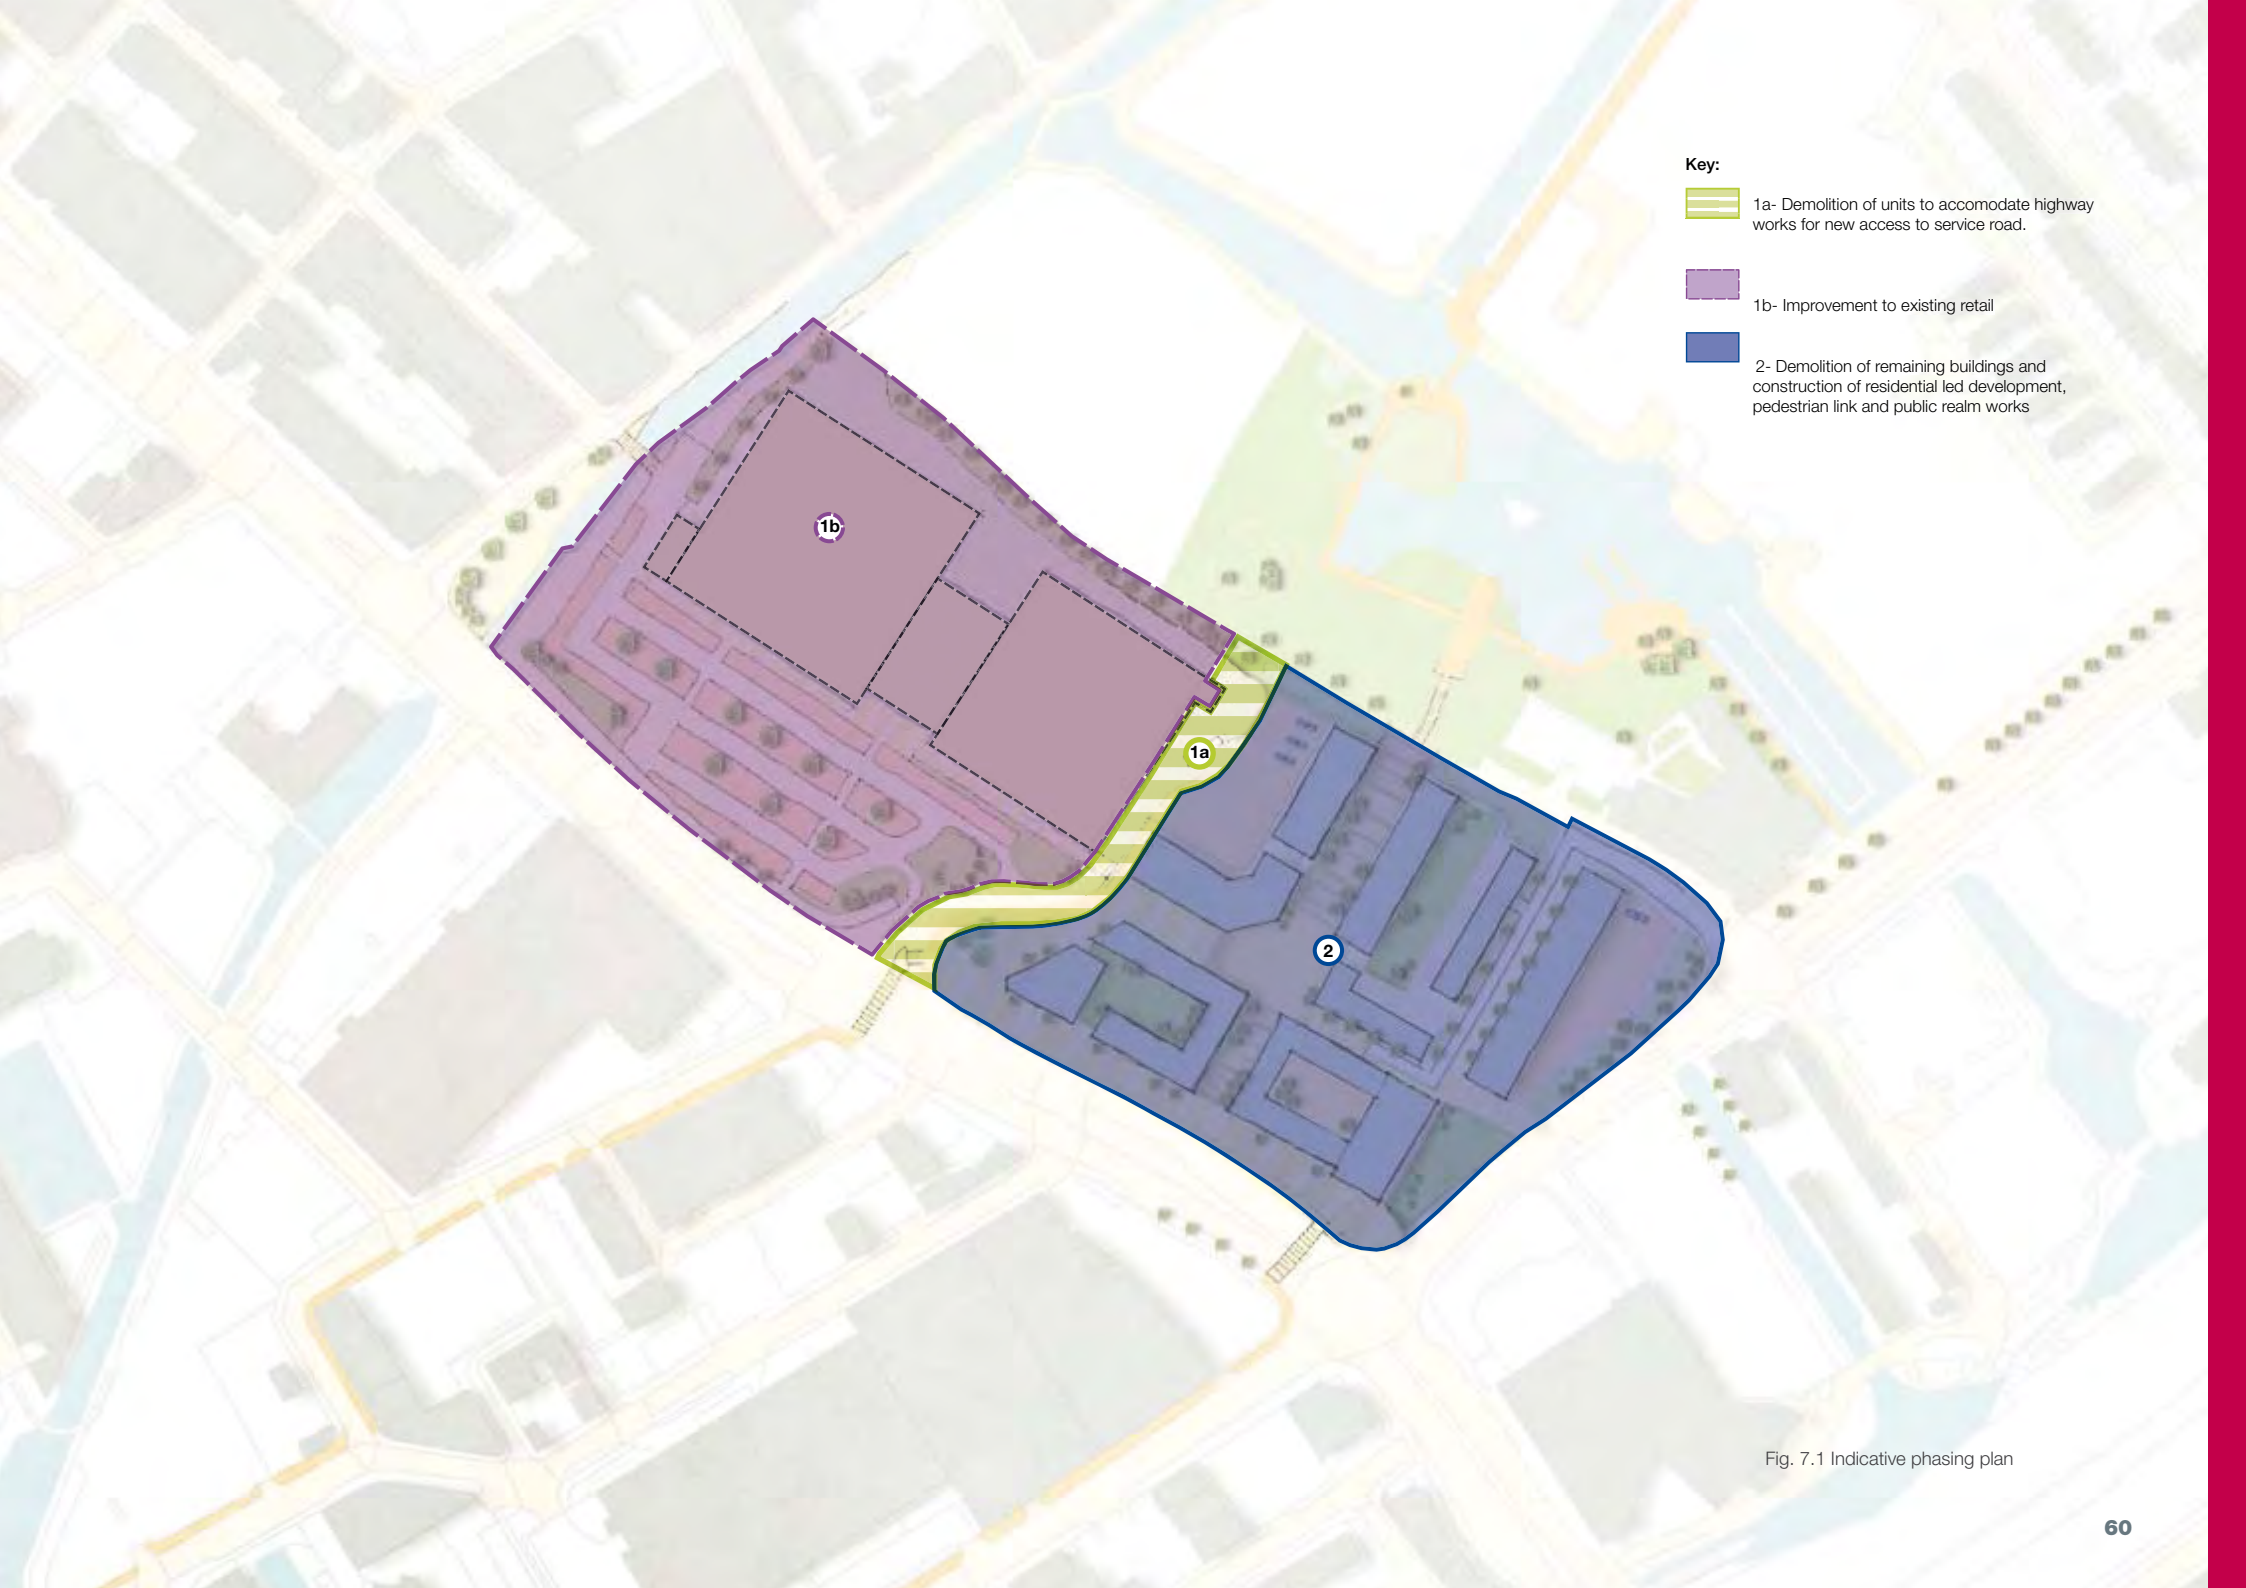 Key:
1a- Demolition of units to accomodate highway
works for new access to service road.
1b- Improvement to existing retail
2- Demolition of remaining buildings and
construction of residential led development,
pedestrian link and public realm works
1b
1a
2
Fig. 7.1 Indicative phasing plan
60